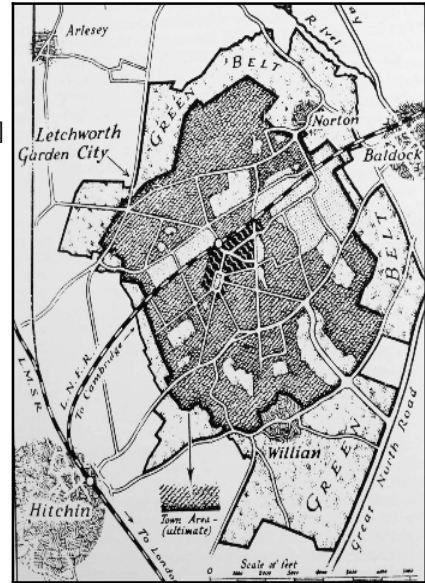 Arlesey
R. Ivel
GREEN BELT
Norton
Letchworth
Garden City
Baldock
BELT
L.M.S.R.
L.N.E.R.
To Cambridge
Willian
GREEN
Great North Road
Hitchin
Town Area-
(ultimate)
To London
Scale of feet
0